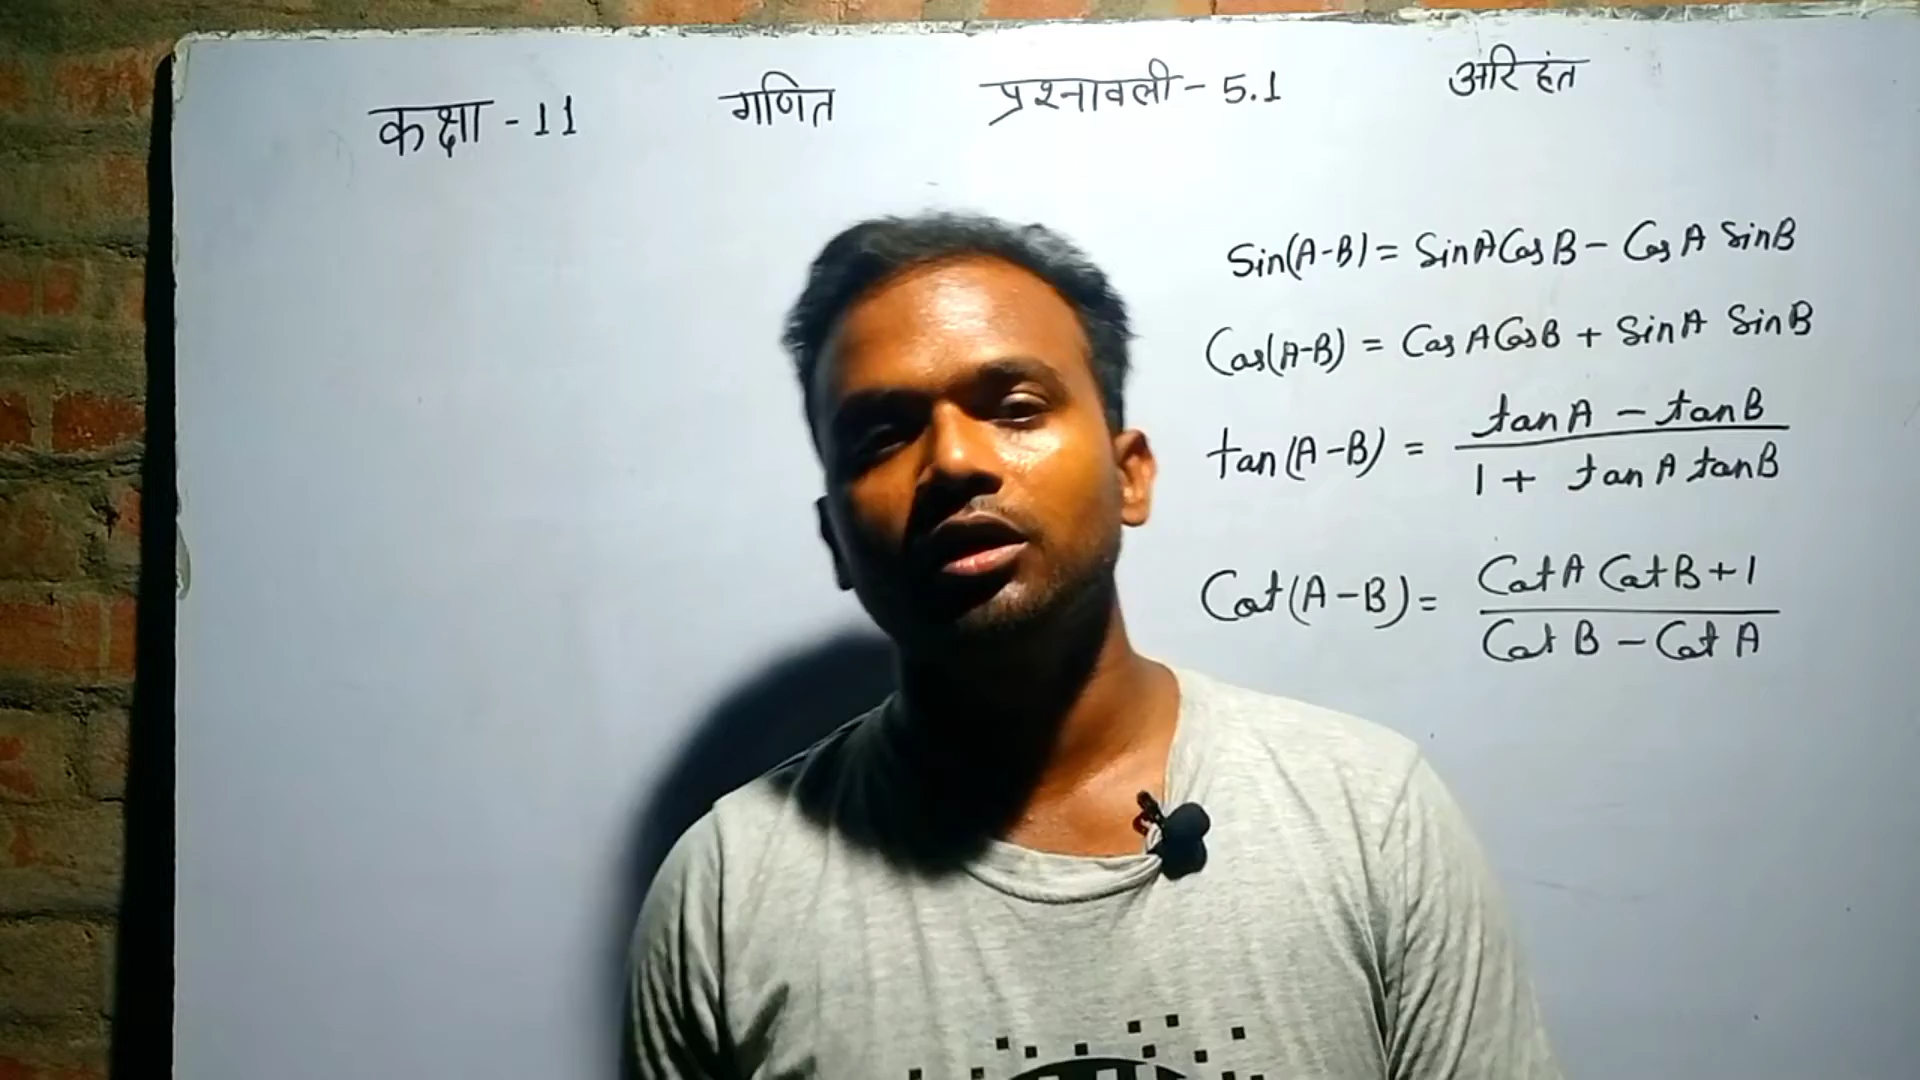 कक्षा - 11 गणित प्रश्नावली - 5.1 अरिहंत
Sin(A-B) = SinA CosB - CosA SinB
Cos(A-B) = CosA CosB + SinA SinB
tan(A-B) = tanA - tanB / 1 + tanA tanB
Cot(A-B) = CotA CotB + 1 / CotB - CotA